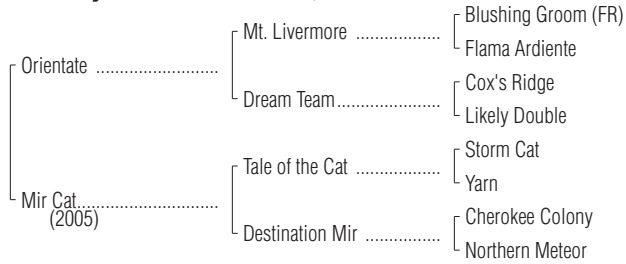 Blushing Groom (FR)
Mt. Livermore ..................
Flama Ardiente
Orientate ..........................
Cox's Ridge
Dream Team......................
Likely Double
Storm Cat
Tale of the Cat ..................
Yarn
Mir Cat..............................
(2005)
Cherokee Colony
Destination Mir ................
Northern Meteor